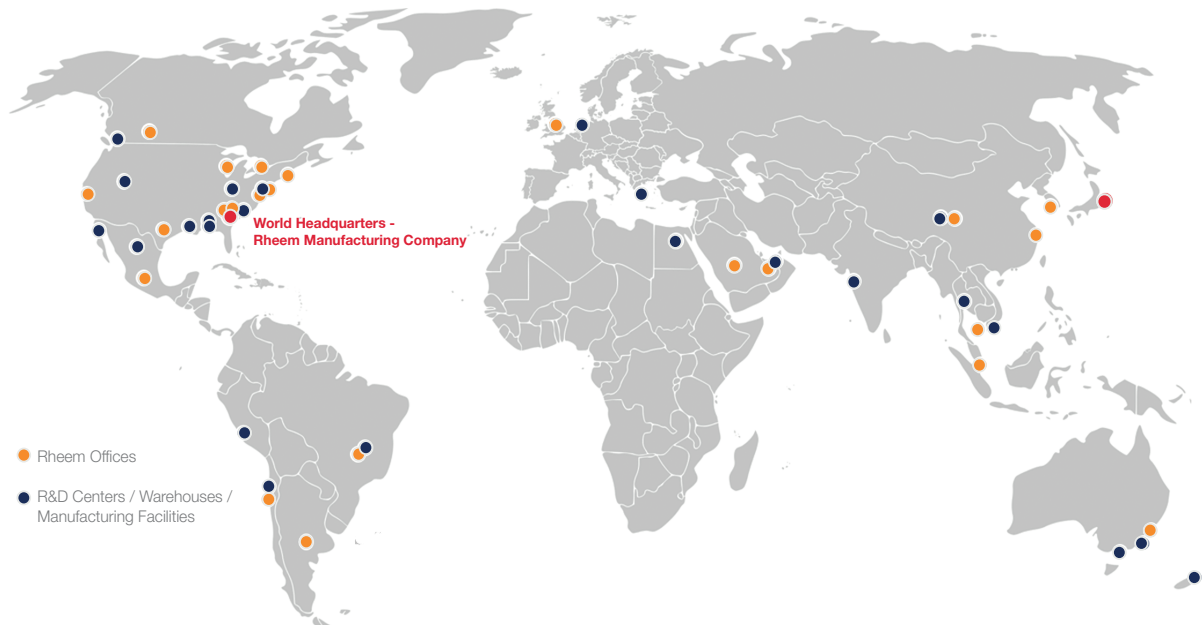 World Headquarters -
Rheem Manufacturing Company
Rheem Offices
R&D Centers / Warehouses /
Manufacturing Facilities